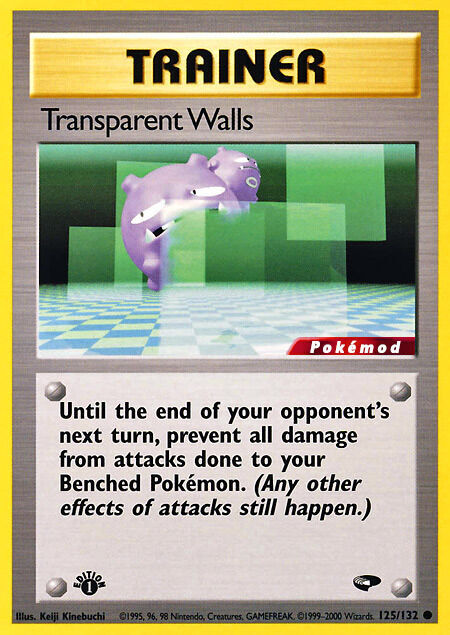 TRAINER
Transparent Walls
Pokémod
Until the end of your opponent's
next turn, prevent all damage
from attacks done to your
Benched Pokémon. (Any other
effects of attacks still happen.)
EDITION
1
Illus. Keiji Kinebuchi ©1995, 96, 98 Nintendo, Creatures, GAMEFREAK. ©1999-2000 Wizards. 125/132 ●